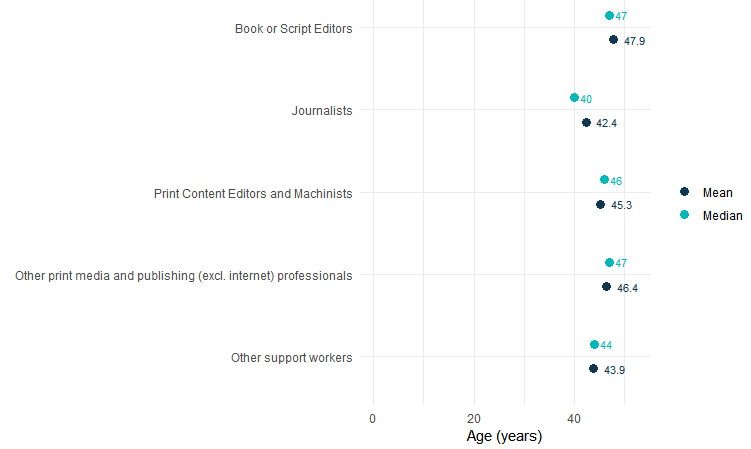 Book or Script Editors
47
47.9
Journalists
40
42.4
Print Content Editors and Machinists
46
45.3
Other print media and publishing (excl. internet) professionals
47
46.4
Other support workers
44
43.9
0 20 40
Age (years)
Mean
Median